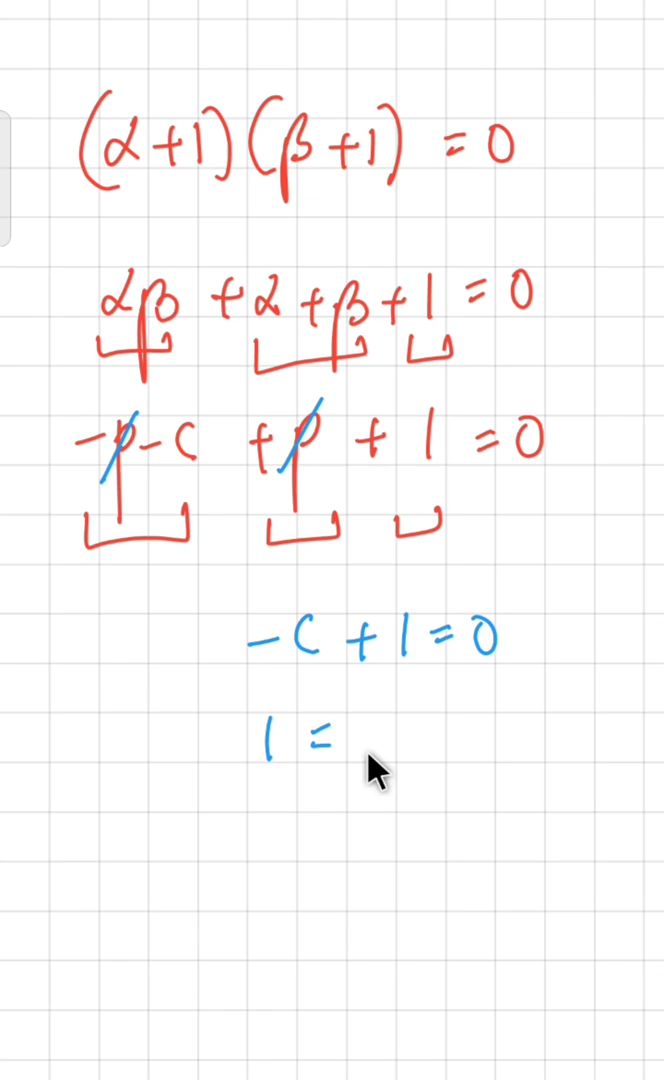 (α+1)(β+1) = 0
αβ + α + β + 1 = 0
-p - c + p + 1 = 0
- c + 1 = 0
1 =